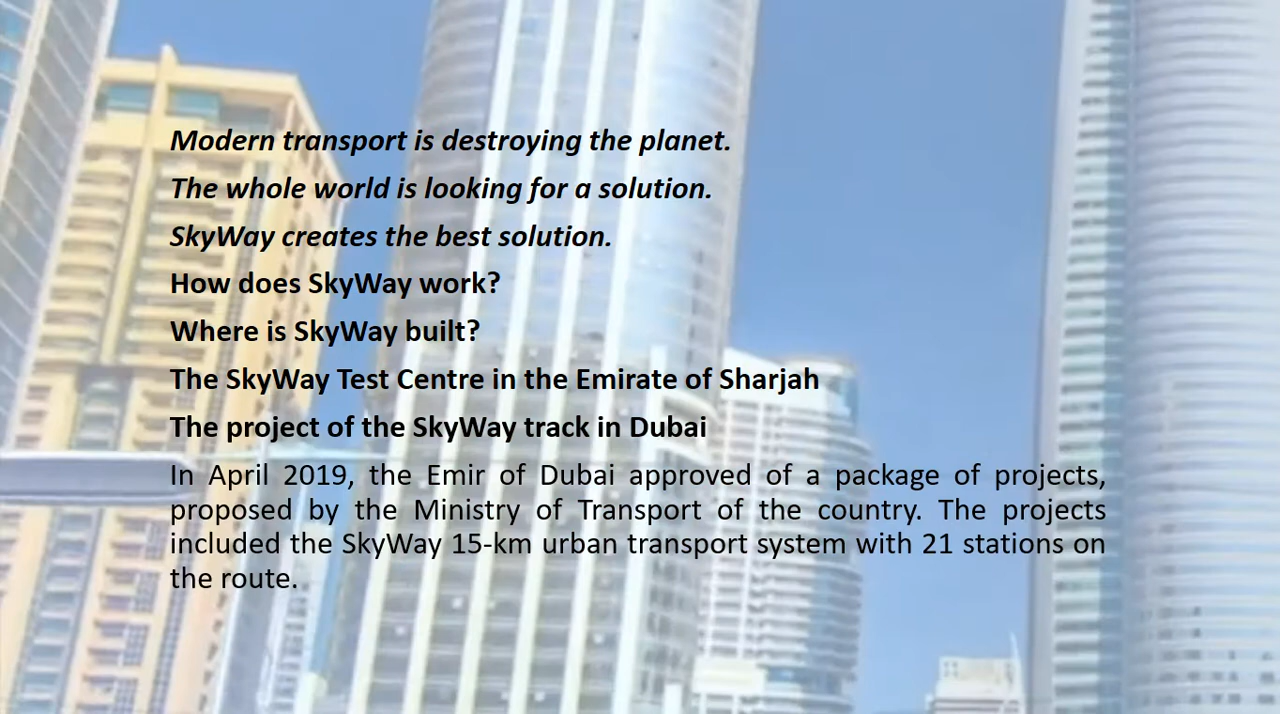 Modern transport is destroying the planet.
The whole world is looking for a solution.
SkyWay creates the best solution.
How does SkyWay work?
Where is SkyWay built?
The SkyWay Test Centre in the Emirate of Sharjah
The project of the SkyWay track in Dubai
In April 2019, the Emir of Dubai approved of a package of projects,
proposed by the Ministry of Transport of the country. The projects
included the SkyWay 15-km urban transport system with 21 stations on
the route.